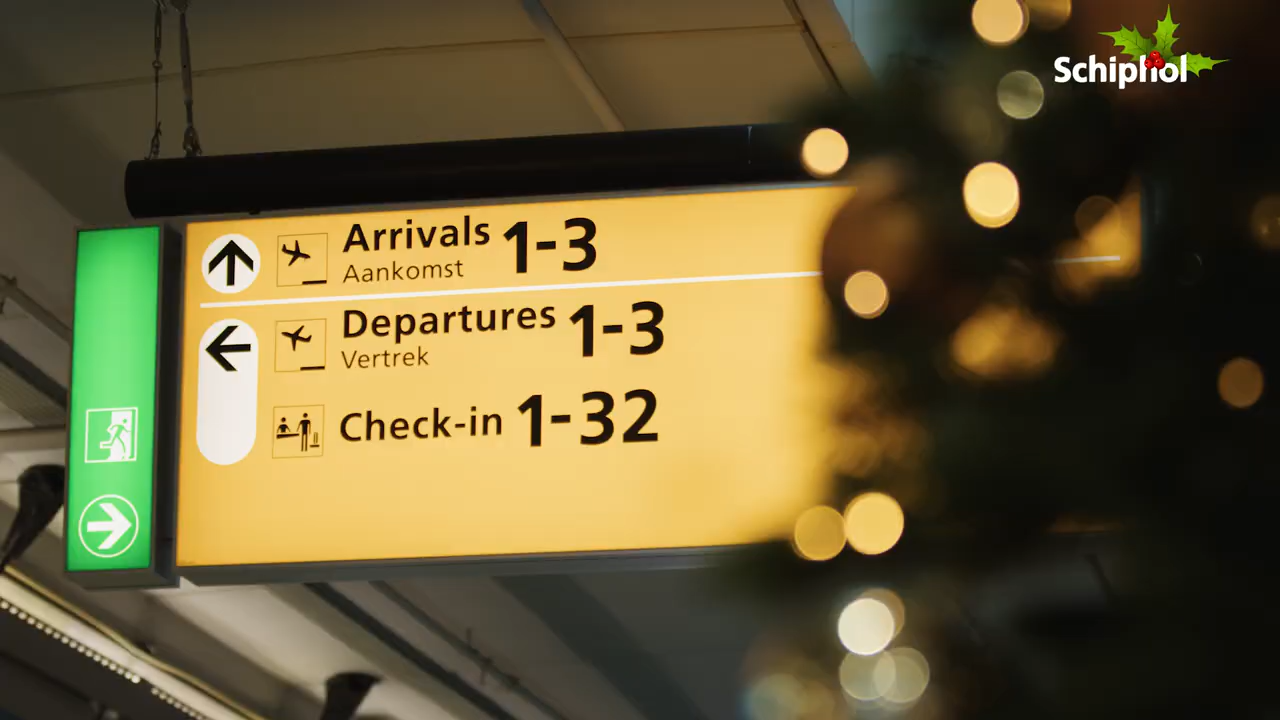 Schiphol
Arrivals 1-3
Aankomst
Departures 1-3
Vertrek
Check-in 1-32